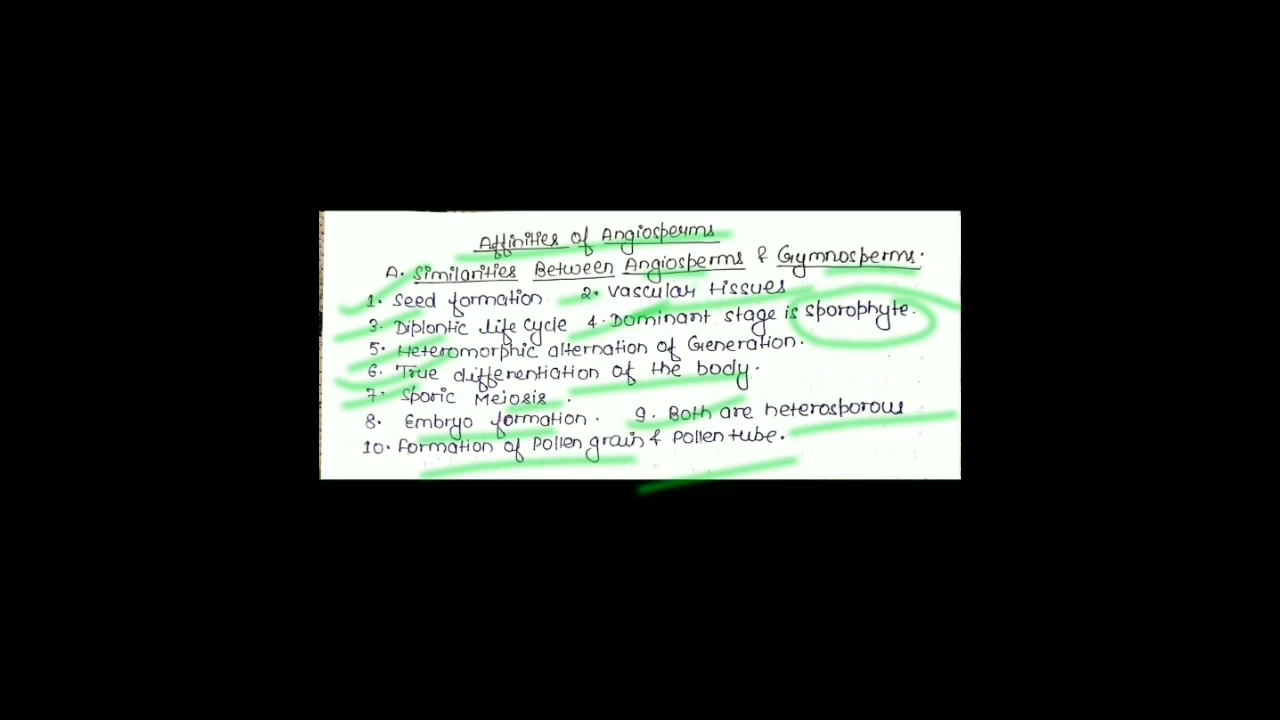 Affinities of Angiosperms
A. Similarities Between Angiosperms & Gymnosperms.
1. Seed formation 2. Vascular tissues
3. Diplontic life Cycle 4. Dominant stage is sporophyte.
5. Heteromorphic alternation of Generation.
6. True differentiation of the body.
7. Sporic Meiosis.
8. Embryo formation. 9. Both are heterosporous
10. Formation of Pollen grain & Pollen tube.